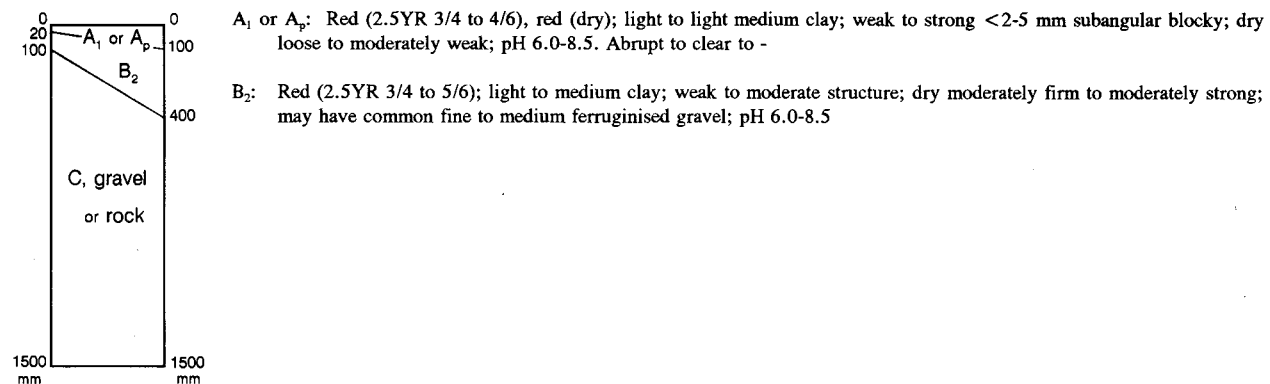 0 0
20 A₁ or Aₚ 100
100
B₂
400
C, gravel
or rock
1500 1500
mm mm
A₁ or Aₚ: Red (2.5YR 3/4 to 4/6), red (dry); light to light medium clay; weak to strong <2-5 mm subangular blocky; dry
loose to moderately weak; pH 6.0-8.5. Abrupt to clear to -
B₂: Red (2.5YR 3/4 to 5/6); light to medium clay; weak to moderate structure; dry moderately firm to moderately strong;
may have common fine to medium ferruginised gravel; pH 6.0-8.5